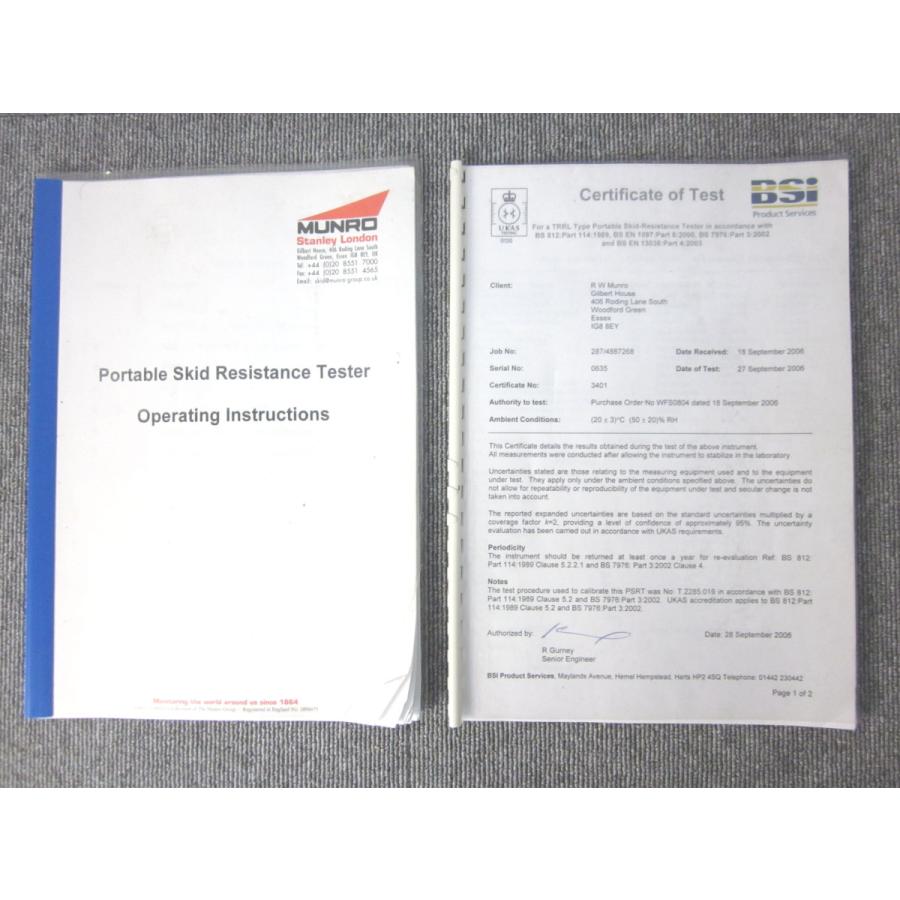 MUNRO
Stanley London
Gilbert House, 406 Roding Lane South
Woodford Green, Essex IG8 8EY, UK
Tel: +44 (0)20 8551 7000
Fax: +44 (0)20 8551 4565
Email: skid@munro-group.co.uk
Portable Skid Resistance Tester
Operating Instructions
Monitoring the world around us since 1864
UKAS
TESTING
Certificate of Test
BSi
Product Services
For a TRRL Type Portable Skid-Resistance Tester in accordance with
BS 812:Part 114:1989, BS EN 1097:Part 8:2000, BS 7976:Part 3:2002
and BS EN 13036:Part 4:2003
Client:
R W Munro
Gilbert House
406 Roding Lane South
Woodford Green
Essex
IG8 8EY
Job No: 287/4887268 Date Received: 18 September 2006
Serial No: 0635 Date of Test: 27 September 2006
Certificate No: 3401
Authority to test: Purchase Order No WFS0804 dated 18 September 2006
Ambient Conditions: (20 ± 3)°C (50 ± 20)% RH
This Certificate details the results obtained during the test of the above instrument.
All measurements were conducted after allowing the instrument to stabilize in the laboratory
Uncertainties stated are those relating to the measuring equipment used and to the equipment
under test. They apply only under the ambient conditions specified above. The uncertainties do
not allow for repeatability or reproducibility of the equipment under test and secular change is not
taken into account.
The reported expanded uncertainties are based on the standard uncertainties multiplied by a
coverage factor k=2, providing a level of confidence of approximately 95%. The uncertainty
evaluation has been carried out in accordance with UKAS requirements.
Periodicity
The instrument should be returned at least once a year for re-evaluation Ref: BS 812:
Part 114:1989 Clause 5.2.2.1 and BS 7976: Part 3:2002 Clause 4.
Notes
The test procedure used to calibrate this PSRT was No: T.2285.016 in accordance with BS 812:
Part 114:1989 Clause 5.2 and BS 7976:Part 3:2002. UKAS accreditation applies to BS 812:Part
114:1989 Clause 5.2 and BS 7976:Part 3:2002.
Authorized by: Date: 28 September 2006
R Gurney
Senior Engineer
BSI Product Services, Maylands Avenue, Hemel Hempstead, Herts HP2 4SQ Telephone: 01442 230442
Page 1 of 2